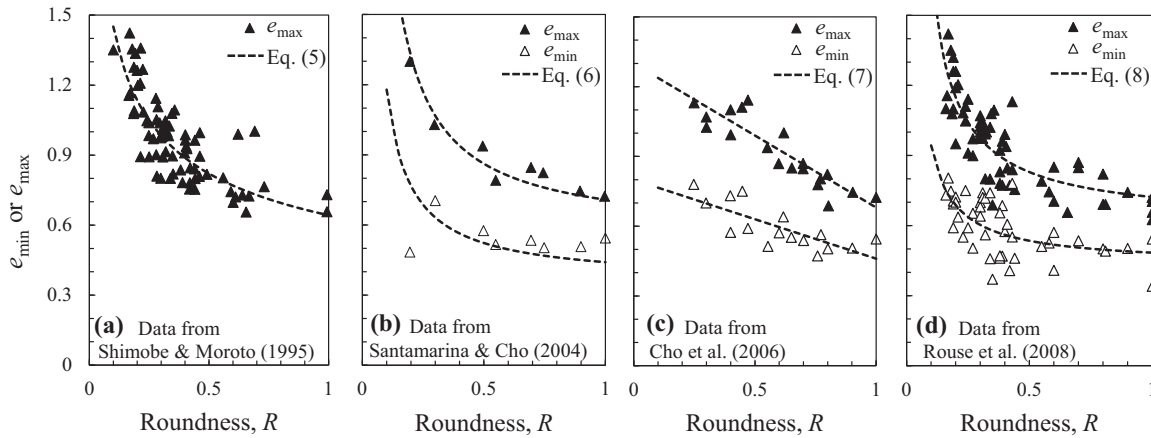 1.5
1.2
0.9
0.6
0.3
0
e_min or e_max
e_max
Eq. (5)
(a) Data from
Shimobe & Moroto (1995)
0 0.5 1
Roundness, R
e_max
e_min
Eq. (6)
(b) Data from
Santamarina & Cho (2004)
0 0.5 1
Roundness, R
e_max
e_min
Eq. (7)
(c) Data from
Cho et al. (2006)
0 0.5 1
Roundness, R
e_max
e_min
Eq. (8)
(d) Data from
Rouse et al. (2008)
0 0.5 1
Roundness, R